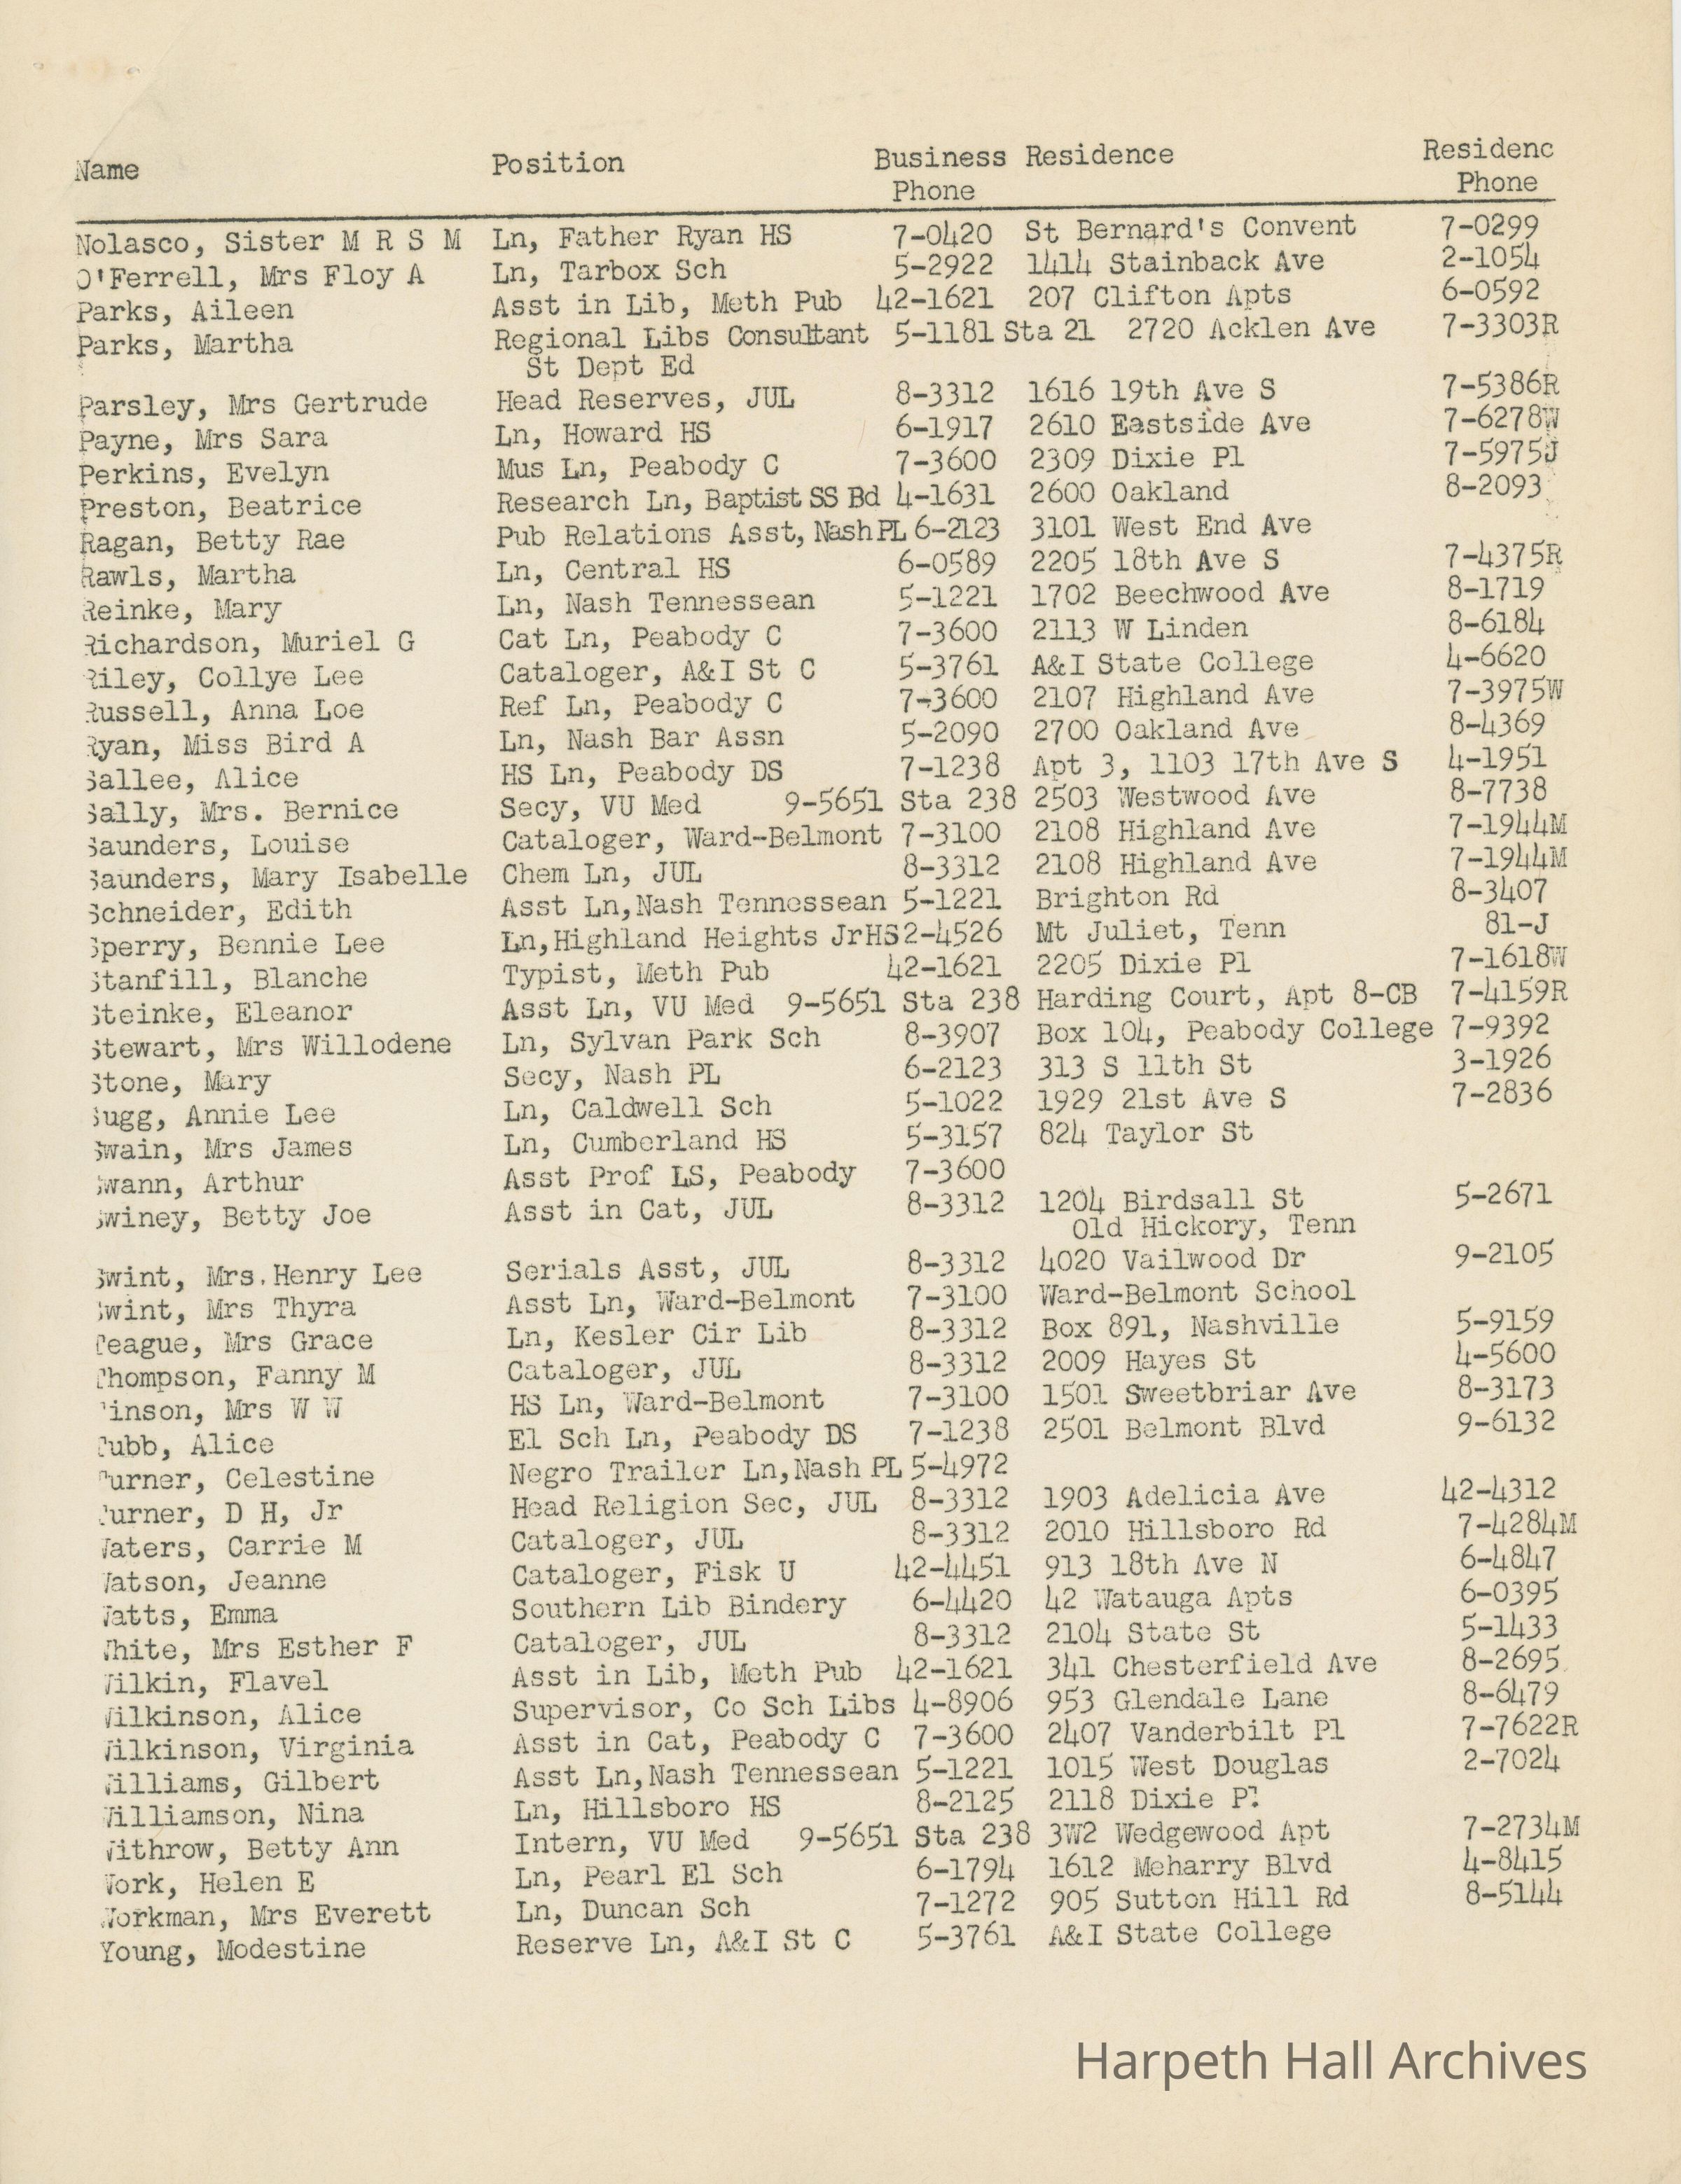 Name Position Business Residence Residenc
Phone Phone
Nolasco, Sister M R S M Ln, Father Ryan HS 7-0420 St Bernard's Convent 7-0299
O'Ferrell, Mrs Floy A Ln, Tarbox Sch 5-2922 1414 Stainback Ave 2-1054
Parks, Aileen Asst in Lib, Meth Pub 42-1621 207 Clifton Apts 6-0592
Parks, Martha Regional Libs Consultant 5-1181 Sta 21 2720 Acklen Ave 7-3303R
St Dept Ed
Parsley, Mrs Gertrude Head Reserves, JUL 8-3312 1616 19th Ave S 7-5386R
Payne, Mrs Sara Ln, Howard HS 6-1917 2610 Eastside Ave 7-6278W
Perkins, Evelyn Mus Ln, Peabody C 7-3600 2309 Dixie Pl 7-5975J
Preston, Beatrice Research Ln, Baptist SS Bd 4-1631 2600 Oakland 8-2093
Ragan, Betty Rae Pub Relations Asst, Nash PL 6-2123 3101 West End Ave
Rawls, Martha Ln, Central HS 6-0589 2205 18th Ave S 7-4375R
Reinke, Mary Ln, Nash Tennessean 5-1221 1702 Beechwood Ave 8-1719
Richardson, Muriel G Cat Ln, Peabody C 7-3600 2113 W Linden 8-6184
Riley, Collye Lee Cataloger, A&I St C 5-3761 A&I State College 4-6620
Russell, Anna Loe Ref Ln, Peabody C 7-3600 2107 Highland Ave 7-3975W
Ryan, Miss Bird A Ln, Nash Bar Assn 5-2090 2700 Oakland Ave 8-4369
Sallee, Alice HS Ln, Peabody DS 7-1238 Apt 3, 1103 17th Ave S 4-1951
Sally, Mrs. Bernice Secy, VU Med 9-5651 Sta 238 2503 Westwood Ave 8-7738
Saunders, Louise Cataloger, Ward-Belmont 7-3100 2108 Highland Ave 7-1944M
Saunders, Mary Isabelle Chem Ln, JUL 8-3312 2108 Highland Ave 7-1944M
Schneider, Edith Asst Ln, Nash Tennessean 5-1221 Brighton Rd 8-3407
Sperry, Bennie Lee Ln, Highland Heights JrHS 2-4526 Mt Juliet, Tenn 81-J
Stanfill, Blanche Typist, Meth Pub 42-1621 2205 Dixie Pl 7-1618W
Steinke, Eleanor Asst Ln, VU Med 9-5651 Sta 238 Harding Court, Apt 8-CB 7-4159R
Stewart, Mrs Willodene Ln, Sylvan Park Sch 8-3907 Box 104, Peabody College 7-9392
Stone, Mary Secy, Nash PL 6-2123 313 S 11th St 3-1926
Sugg, Annie Lee Ln, Caldwell Sch 5-1022 1929 21st Ave S 7-2836
Swain, Mrs James Ln, Cumberland HS 5-3157 824 Taylor St
Swann, Arthur Asst Prof LS, Peabody 7-3600
Swiney, Betty Joe Asst in Cat, JUL 8-3312 1204 Birdsall St 5-2671
Old Hickory, Tenn
Swint, Mrs. Henry Lee Serials Asst, JUL 8-3312 4020 Vailwood Dr 9-2105
Swint, Mrs Thyra Asst Ln, Ward-Belmont 7-3100 Ward-Belmont School
Teague, Mrs Grace Ln, Kesler Cir Lib 8-3312 Box 891, Nashville 5-9159
Thompson, Fanny M Cataloger, JUL 8-3312 2009 Hayes St 4-5600
Tinson, Mrs W W HS Ln, Ward-Belmont 7-3100 1501 Sweetbriar Ave 8-3173
Tubb, Alice El Sch Ln, Peabody DS 7-1238 2501 Belmont Blvd 9-6132
Turner, Celestine Negro Trailer Ln, Nash PL 5-4972
Turner, D H, Jr Head Religion Sec, JUL 8-3312 1903 Adelicia Ave 42-4312
Waters, Carrie M Cataloger, JUL 8-3312 2010 Hillsboro Rd 7-4284M
Watson, Jeanne Cataloger, Fisk U 42-4451 913 18th Ave N 6-4847
Watts, Emma Southern Lib Bindery 6-4420 42 Watauga Apts 6-0395
White, Mrs Esther F Cataloger, JUL 8-3312 2104 State St 5-1433
Wilkin, Flavel Asst in Lib, Meth Pub 42-1621 341 Chesterfield Ave 8-2695
Wilkinson, Alice Supervisor, Co Sch Libs 4-8906 953 Glendale Lane 8-6479
Wilkinson, Virginia Asst in Cat, Peabody C 7-3600 2407 Vanderbilt Pl 7-7622R
Williams, Gilbert Asst Ln, Nash Tennessean 5-1221 1015 West Douglas 2-7024
Williamson, Nina Ln, Hillsboro HS 8-2125 2118 Dixie Pl
Withrow, Betty Ann Intern, VU Med 9-5651 Sta 238 3W2 Wedgewood Apt 7-2734M
Work, Helen E Ln, Pearl El Sch 6-1794 1612 Meharry Blvd 4-8415
Workman, Mrs Everett Ln, Duncan Sch 7-1272 905 Sutton Hill Rd 8-5144
Young, Modestine Reserve Ln, A&I St C 5-3761 A&I State College
Harpeth Hall Archives